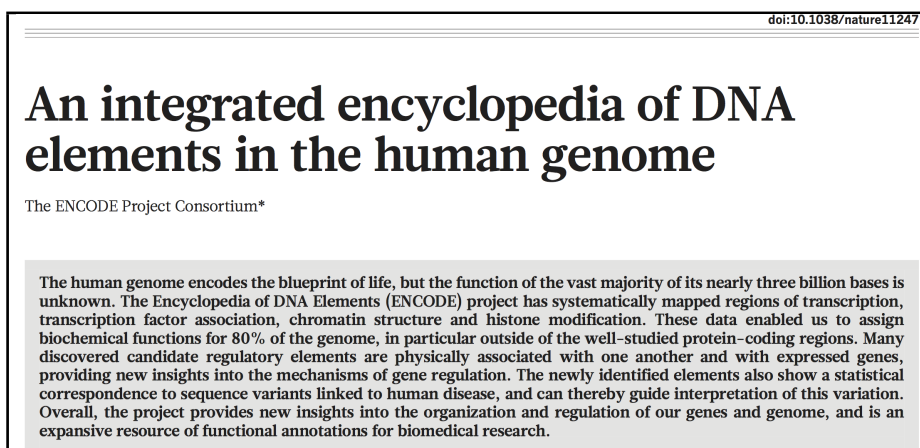 doi:10.1038/nature11247
An integrated encyclopedia of DNA
elements in the human genome
The ENCODE Project Consortium*
The human genome encodes the blueprint of life, but the function of the vast majority of its nearly three billion bases is
unknown. The Encyclopedia of DNA Elements (ENCODE) project has systematically mapped regions of transcription,
transcription factor association, chromatin structure and histone modification. These data enabled us to assign
biochemical functions for 80% of the genome, in particular outside of the well-studied protein-coding regions. Many
discovered candidate regulatory elements are physically associated with one another and with expressed genes,
providing new insights into the mechanisms of gene regulation. The newly identified elements also show a statistical
correspondence to sequence variants linked to human disease, and can thereby guide interpretation of this variation.
Overall, the project provides new insights into the organization and regulation of our genes and genome, and is an
expansive resource of functional annotations for biomedical research.